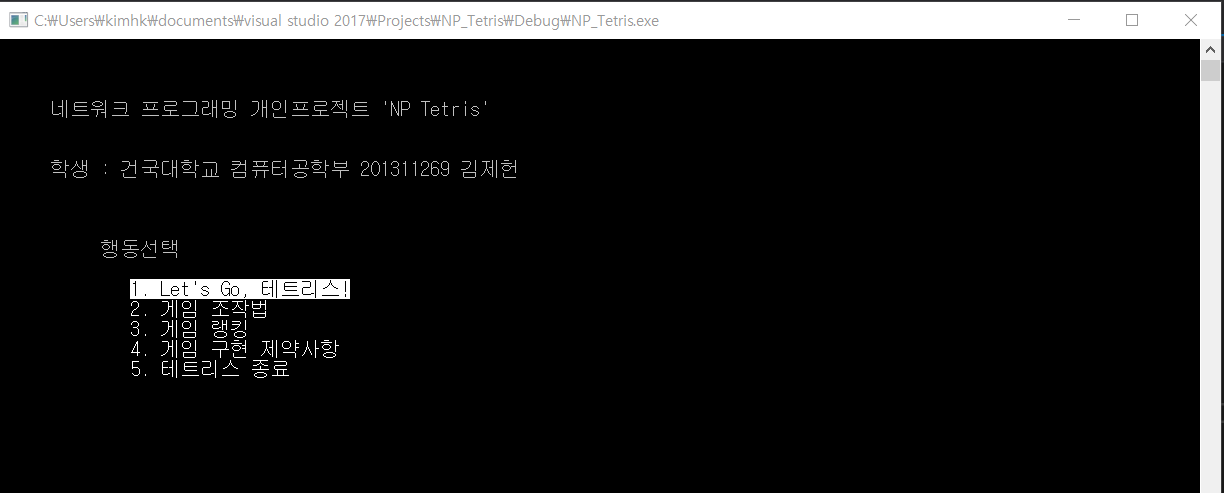 C:₩Users₩kimhk₩documents₩visual studio 2017₩Projects₩NP_Tetris₩Debug₩NP_Tetris.exe
네트워크 프로그래밍 개인프로젝트 'NP Tetris'
학생 : 건국대학교 컴퓨터공학부 201311269 김제헌
행동선택
1. Let's Go, 테트리스!
2. 게임 조작법
3. 게임 랭킹
4. 게임 구현 제약사항
5. 테트리스 종료